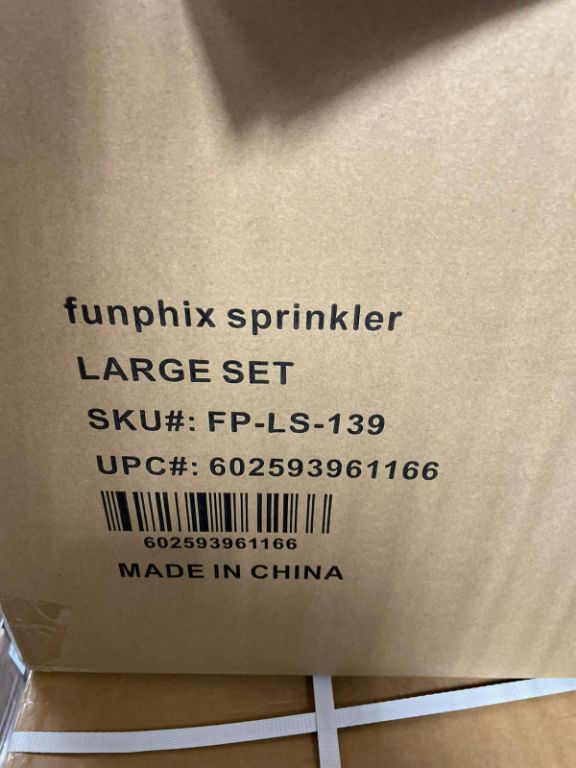 funphix sprinkler
LARGE SET
SKU#: FP-LS-139
UPC#: 602593961166
602593961166
MADE IN CHINA